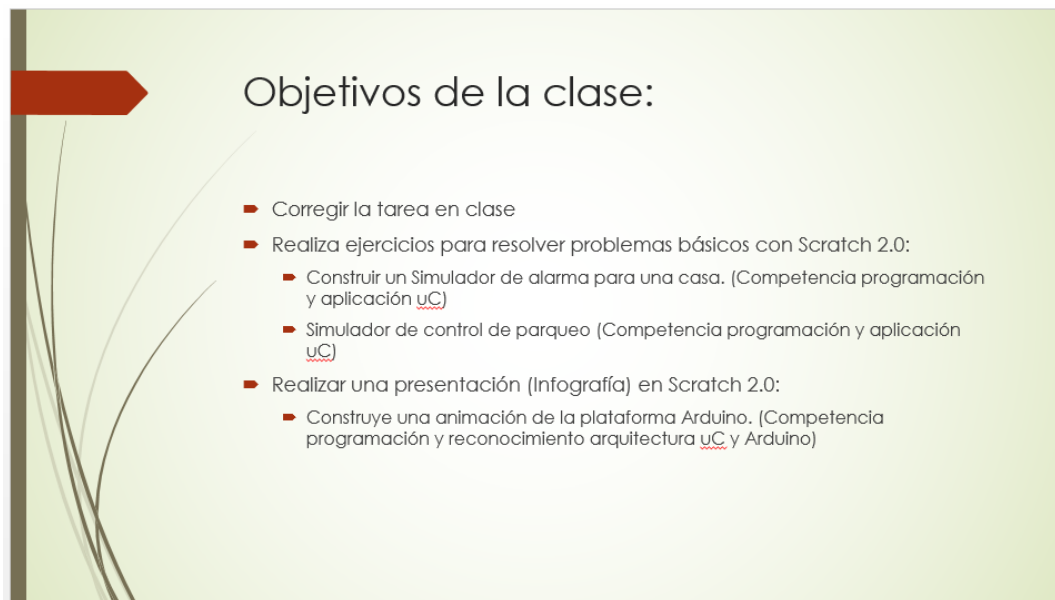 Objetivos de la clase:
Corregir la tarea en clase
Realiza ejercicios para resolver problemas básicos con Scratch 2.0:
Construir un Simulador de alarma para una casa. (Competencia programación
y aplicación uC)
Simulador de control de parqueo (Competencia programación y aplicación
uC)
Realizar una presentación (Infografía) en Scratch 2.0:
Construye una animación de la plataforma Arduino. (Competencia
programación y reconocimiento arquitectura uC y Arduino)